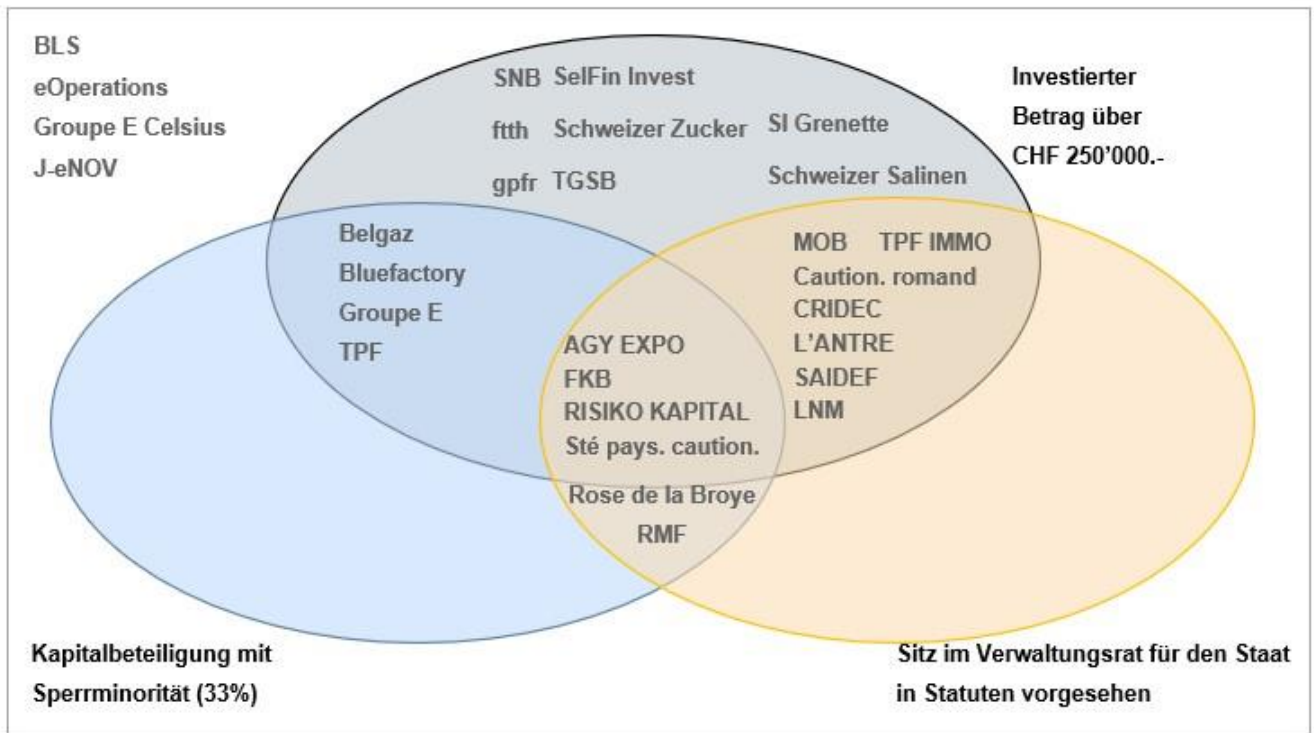 BLS
eOperations
Groupe E Celsius
J-eNOV
SNB SelFin Invest
ftth Schweizer Zucker
gpfr TGSB
SI Grenette
Schweizer Salinen
Investierter
Betrag über
CHF 250’000.-
Belgaz
Bluefactory
Groupe E
TPF
MOB TPF IMMO
Caution. romand
CRIDEC
L'ANTRE
SAIDEF
LNM
AGY EXPO
FKB
RISIKO KAPITAL
Sté pays. caution.
Rose de la Broye
RMF
Kapitalbeteiligung mit
Sperrminorität (33%)
Sitz im Verwaltungsrat für den Staat
in Statuten vorgesehen